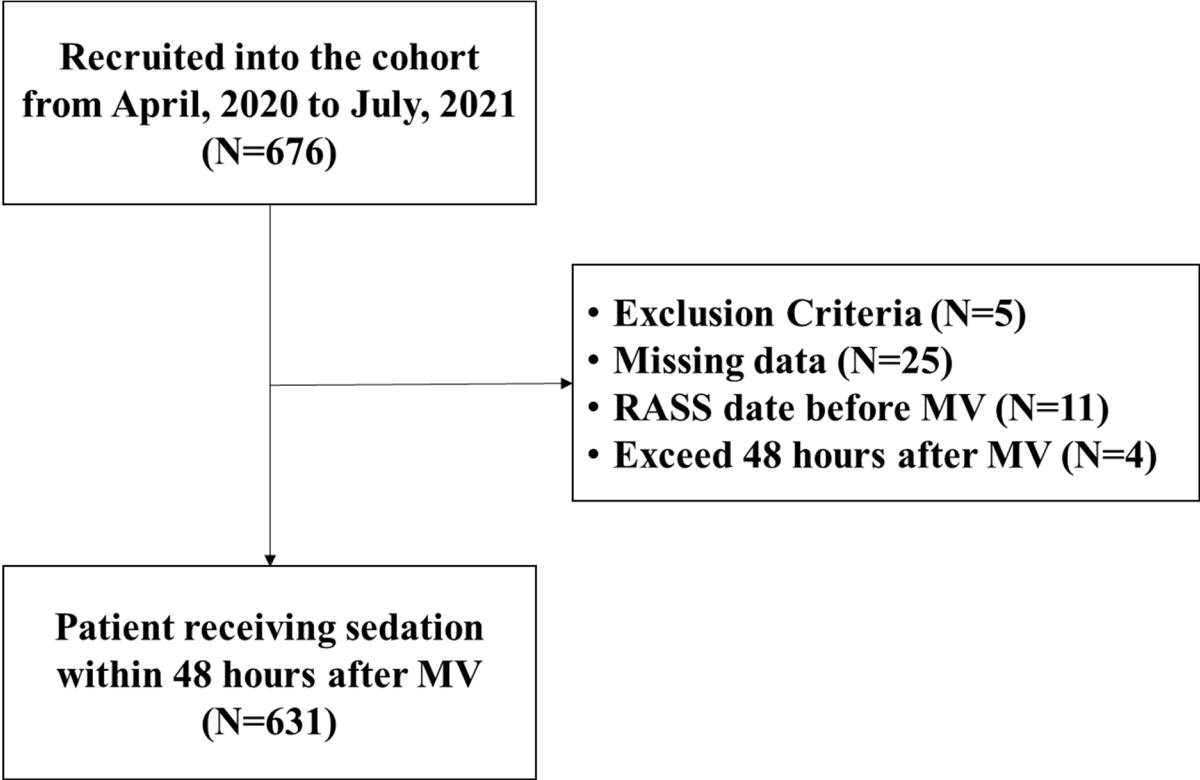 Recruited into the cohort
from April, 2020 to July, 2021
(N=676)
• Exclusion Criteria (N=5)
• Missing data (N=25)
• RASS date before MV (N=11)
• Exceed 48 hours after MV (N=4)
Patient receiving sedation
within 48 hours after MV
(N=631)